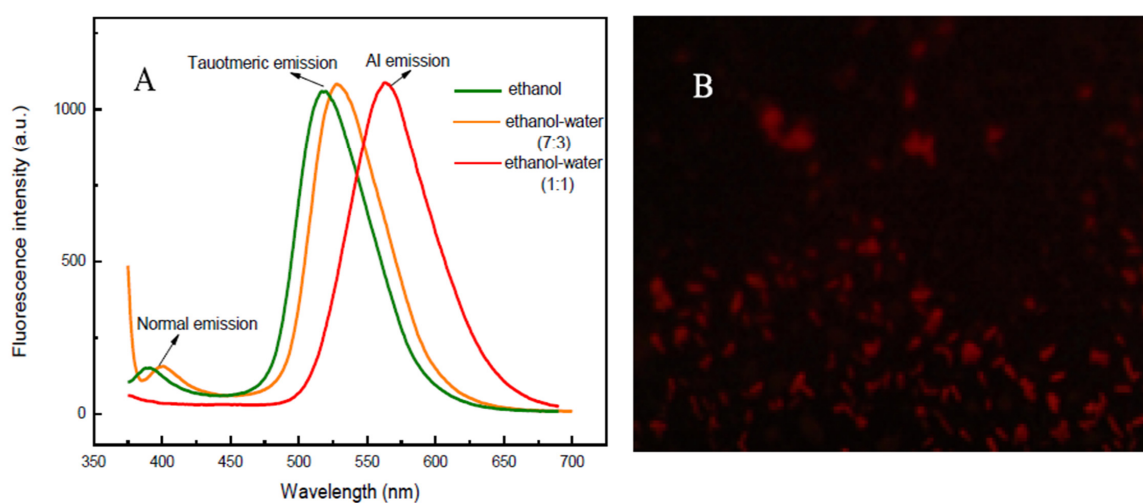 A
Tauotmeric emission
AI emission
ethanol
ethanol-water
(7:3)
ethanol-water
(1:1)
Normal emission
1000
500
0
Fluorescence intensity (a.u.)
350 400 450 500 550 600 650 700
Wavelength (nm)
B